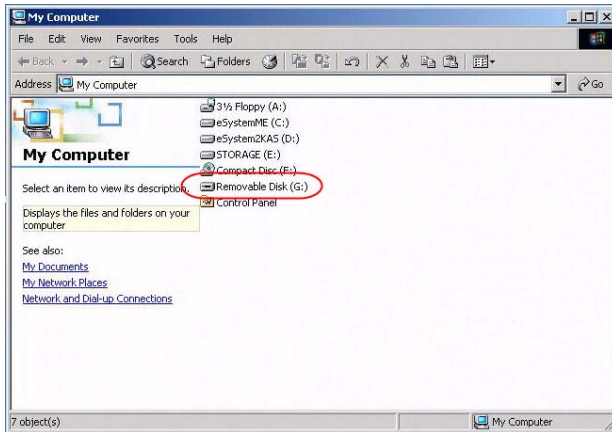 My Computer
File Edit View Favorites Tools Help
Back Search Folders
Address My Computer Go
3½ Floppy (A:)
eSystemME (C:)
eSystem2KAS (D:)
STORAGE (E:)
Compact Disc (F:)
Removable Disk (G:)
Control Panel
My Computer
Select an item to view its description.
Displays the files and folders on your
computer
See also:
My Documents
My Network Places
Network and Dial-up Connections
7 object(s) My Computer